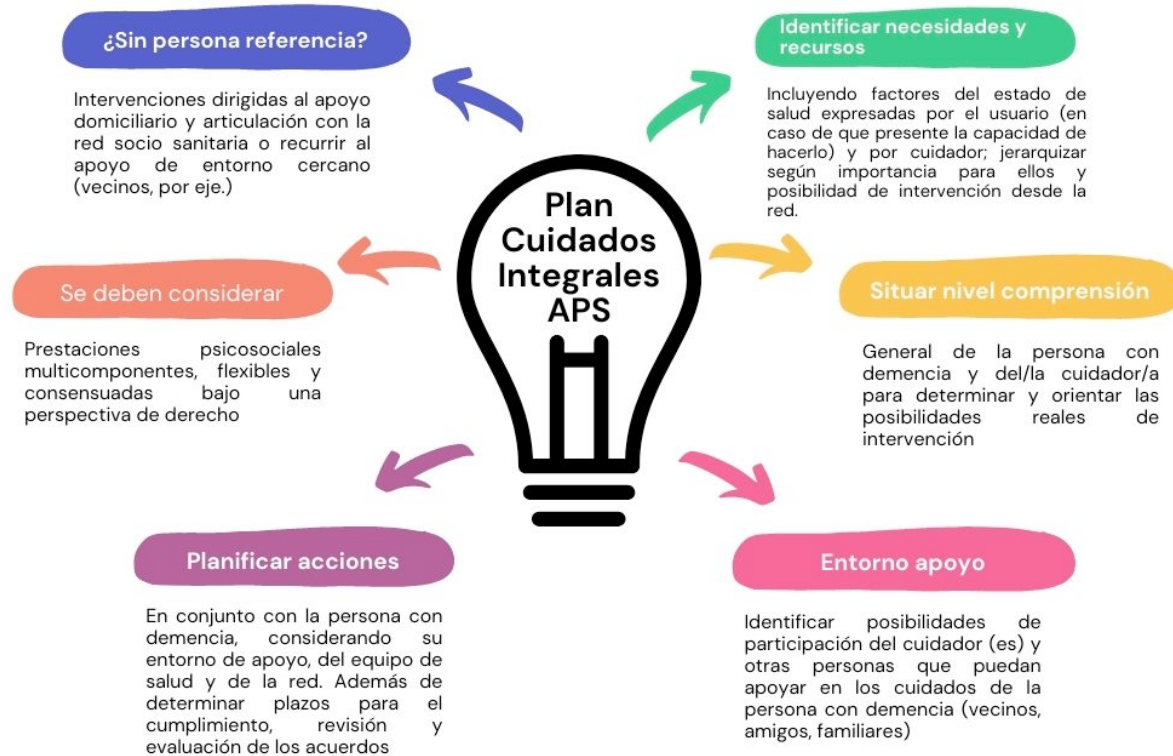 ¿Sin persona referencia?
Intervenciones dirigidas al apoyo
domiciliario y articulación con la
red socio sanitaria o recurrir al
apoyo de entorno cercano
(vecinos, por eje.)
Identificar necesidades y
recursos
Incluyendo factores del estado de
salud expresadas por el usuario (en
caso de que presente la capacidad de
hacerlo) y por cuidador; jerarquizar
según importancia para ellos y
posibilidad de intervención desde la
red.
Plan
Cuidados
Integrales
APS
Se deben considerar
Prestaciones psicosociales
multicomponentes, flexibles y
consensuadas bajo una
perspectiva de derecho
Situar nivel comprensión
General de la persona con
demencia y del/la cuidador/a
para determinar y orientar las
posibilidades reales de
intervención
Planificar acciones
En conjunto con la persona con
demencia, considerando su
entorno de apoyo, del equipo de
salud y de la red. Además de
determinar plazos para el
cumplimiento, revisión y
evaluación de los acuerdos
Entorno apoyo
Identificar posibilidades de
participación del cuidador (es) y
otras personas que puedan
apoyar en los cuidados de la
persona con demencia (vecinos,
amigos, familiares)